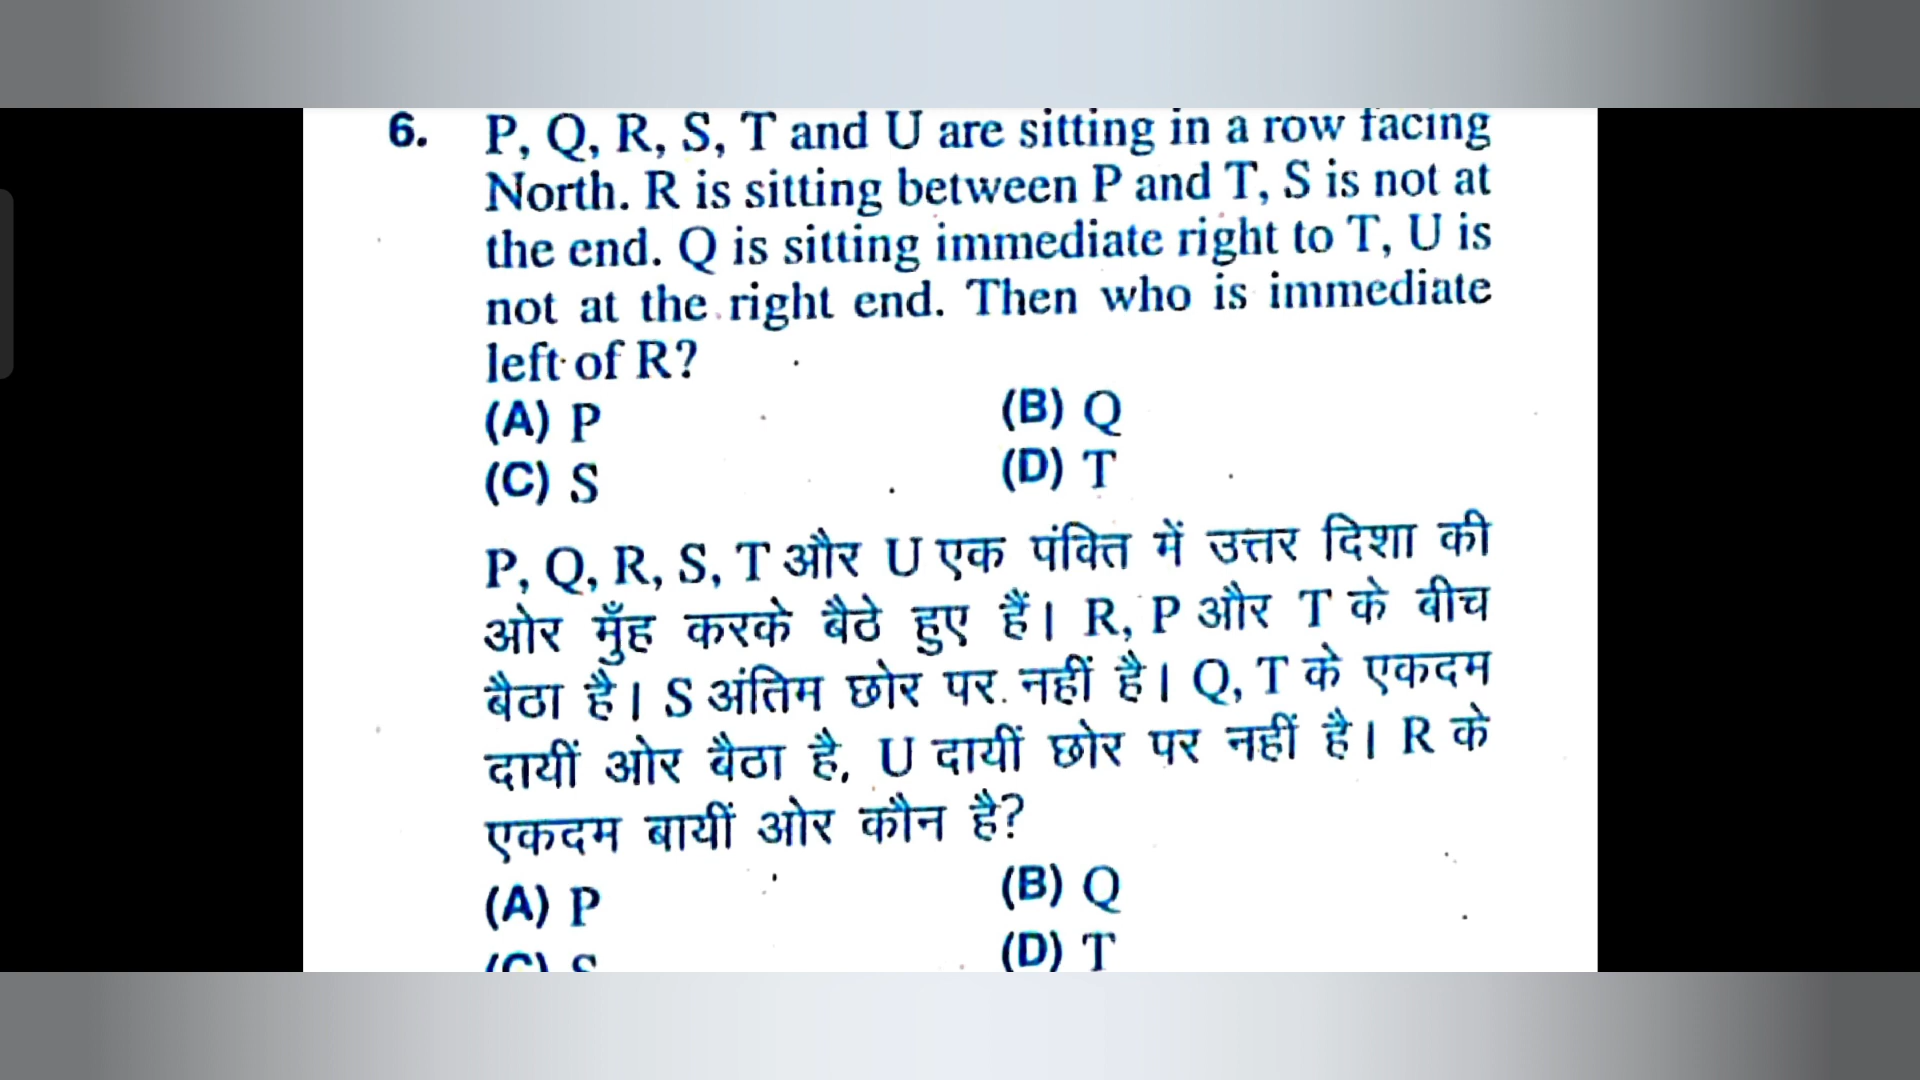 6. P, Q, R, S, T and U are sitting in a row facing
North. R is sitting between P and T, S is not at
the end. Q is sitting immediate right to T, U is
not at the right end. Then who is immediate
left of R?
(A) P (B) Q
(C) S (D) T
P, Q, R, S, T और U एक पंक्ति में उत्तर दिशा की
ओर मुँह करके बैठे हुए हैं। R, P और T के बीच
बैठा है। S अंतिम छोर पर नहीं है। Q, T के एकदम
दायीं ओर बैठा है, U दायीं छोर पर नहीं है। R के
एकदम बायीं ओर कौन है?
(A) P (B) Q
(C) S (D) T